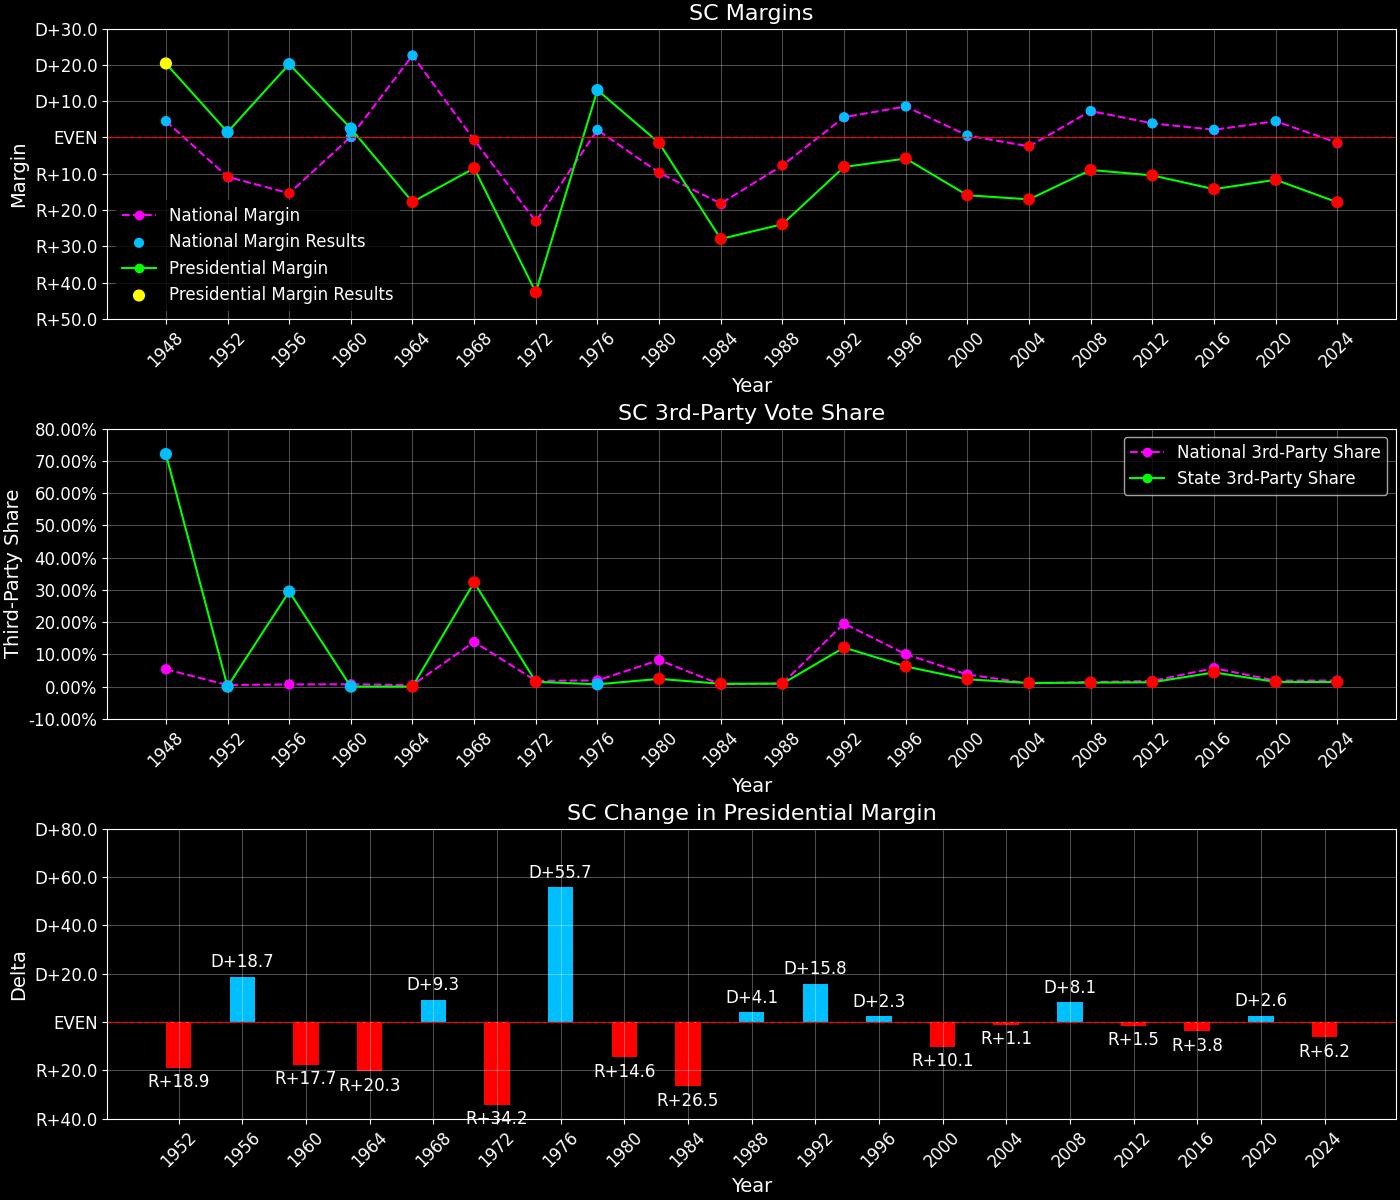 SC Margins
D+30.0
D+20.0
D+10.0
EVEN
R+10.0
R+20.0
R+30.0
R+40.0
R+50.0
Margin
National Margin
National Margin Results
Presidential Margin
Presidential Margin Results
1948 1952 1956 1960 1964 1968 1972 1976 1980 1984 1988 1992 1996 2000 2004 2008 2012 2016 2020 2024
Year
SC 3rd-Party Vote Share
80.00%
70.00%
60.00%
50.00%
40.00%
30.00%
20.00%
10.00%
0.00%
-10.00%
Third-Party Share
National 3rd-Party Share
State 3rd-Party Share
1948 1952 1956 1960 1964 1968 1972 1976 1980 1984 1988 1992 1996 2000 2004 2008 2012 2016 2020 2024
Year
SC Change in Presidential Margin
D+80.0
D+60.0
D+40.0
D+20.0
EVEN
R+20.0
R+40.0
Delta
R+18.9
D+18.7
R+17.7
R+20.3
D+9.3
R+34.2
D+55.7
R+14.6
R+26.5
D+4.1
D+15.8
D+2.3
R+10.1
R+1.1
D+8.1
R+1.5
R+3.8
D+2.6
R+6.2
1952 1956 1960 1964 1968 1972 1976 1980 1984 1988 1992 1996 2000 2004 2008 2012 2016 2020 2024
Year